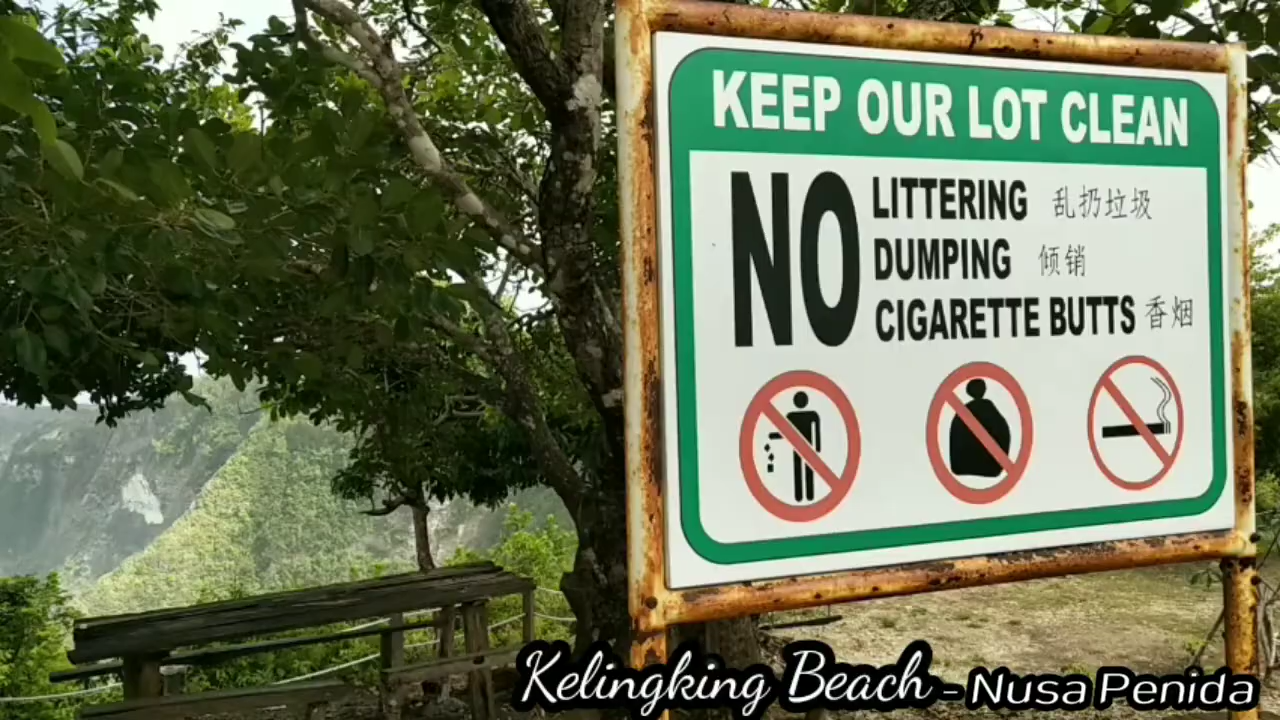 KEEP OUR LOT CLEAN
NO
LITTERING 乱扔垃圾
DUMPING 倾销
CIGARETTE BUTTS 香烟
Kelingking Beach - Nusa Penida